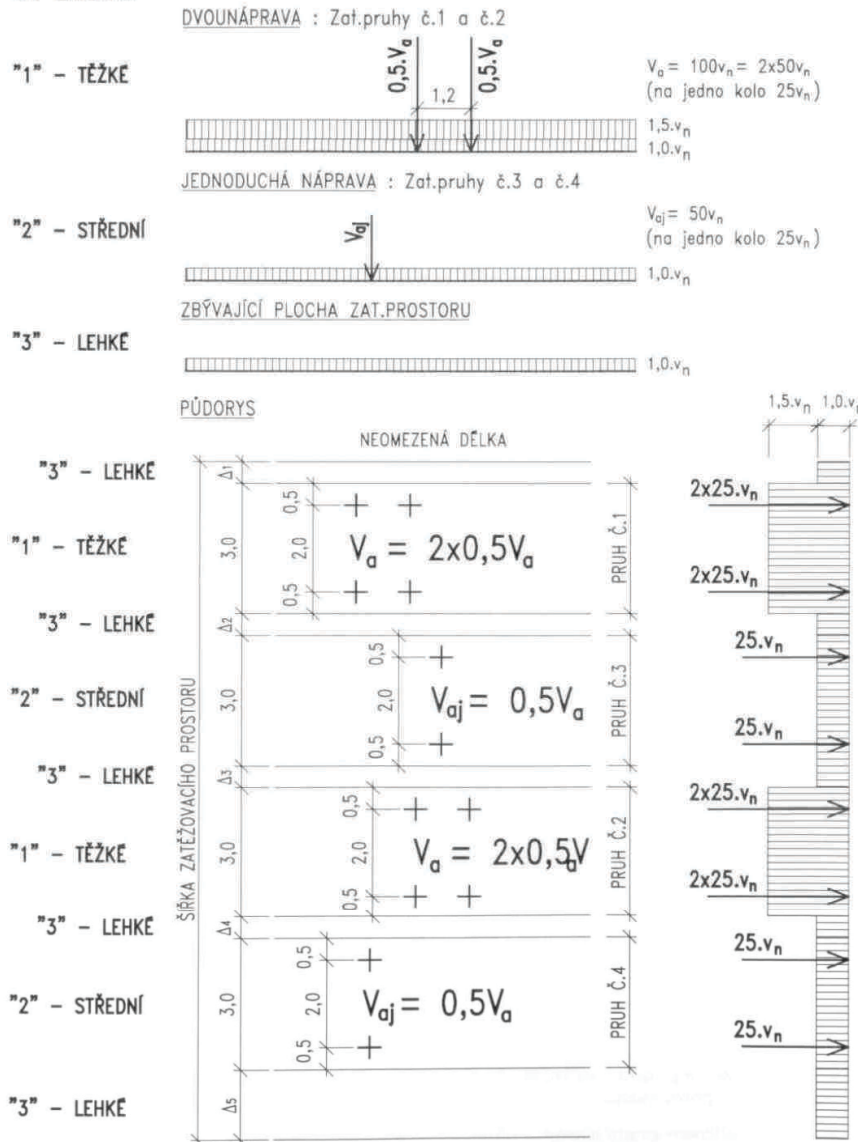 DVOUNÁPRAVA : Zat.pruhy č.1 a č.2
"1" - TĚŽKÉ
0,5.Va
0,5.Va
1,2
Va = 100vn = 2x50vn
(na jedno kolo 25vn)
1,5.vn
1,0.vn
JEDNODUCHÁ NÁPRAVA : Zat.pruhy č.3 a č.4
"2" - STŘEDNÍ
Vaj
Vaj = 50vn
(na jedno kolo 25vn)
1,0.vn
ZBÝVAJÍCÍ PLOCHA ZAT.PROSTORU
"3" - LEHKÉ
1,0.vn
PŮDORYS
1,5.vn 1,0.vn
NEOMEZENÁ DÉLKA
ŠÍŘKA ZATĚŽOVACÍHO PROSTORU
"3" - LEHKÉ
Δ1
"1" - TĚŽKÉ
3,0
0,5
2,0
0,5
Va = 2x0,5Va
PRUH Č.1
2x25.vn
2x25.vn
"3" - LEHKÉ
Δ2
"2" - STŘEDNÍ
3,0
0,5
2,0
0,5
Vaj = 0,5Va
PRUH Č.3
25.vn
25.vn
"3" - LEHKÉ
Δ3
"1" - TĚŽKÉ
3,0
0,5
2,0
0,5
Va = 2x0,5aV
PRUH Č.2
2x25.vn
2x25.vn
"3" - LEHKÉ
Δ4
"2" - STŘEDNÍ
3,0
0,5
2,0
0,5
Vaj = 0,5Va
PRUH Č.4
25.vn
25.vn
"3" - LEHKÉ
Δ5